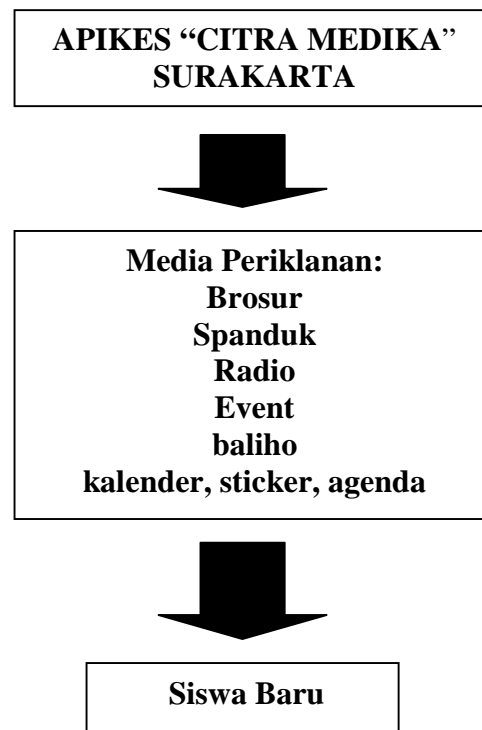 APIKES “CITRA MEDIKA”
SURAKARTA
Media Periklanan:
Brosur
Spanduk
Radio
Event
baliho
kalender, sticker, agenda
Siswa Baru